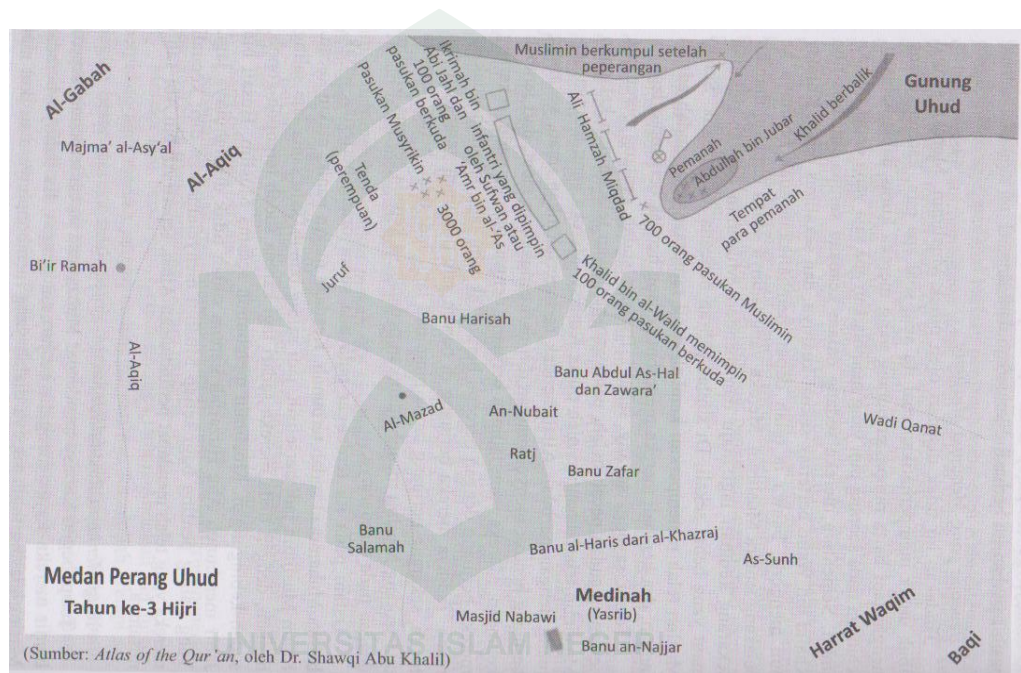 Al-Gabah
Majma' al-Asy'al
Al-Aqiq
Bi'ir Ramah
Al-Aqiq
Ikrimah bin
Abi Jahl dan
100 orang
pasukan berkuda
Pasukan Musyrikin
3000 orang
Tenda
(perempuan)
infantri yang dipimpin
oleh Sufwan atau
'Amr bin al-'As
Muslimin berkumpul setelah
peperangan
Ali Hamzah Miqdad
700 orang pasukan Muslimin
Pemanah
Abdullah bin Jubar
Khalid berbalik
Gunung
Uhud
Tempat
para pemanah
Khalid bin al-Walid memimpin
100 orang pasukan berkuda
Juruf
Banu Harisah
Banu Abdul As-Hal
dan Zawara'
Al-Mazad
An-Nubait
Wadi Qanat
Ratj
Banu Zafar
Banu
Salamah
Banu al-Haris dari al-Khazraj
As-Sunh
Medan Perang Uhud
Tahun ke-3 Hijri
Medinah
(Yasrib)
Masjid Nabawi
Banu an-Najjar
Harrat Waqim
Baqi
UNIVERSITAS ISLAM NEGERI
(Sumber: Atlas of the Qur'an, oleh Dr. Shawqi Abu Khalil)